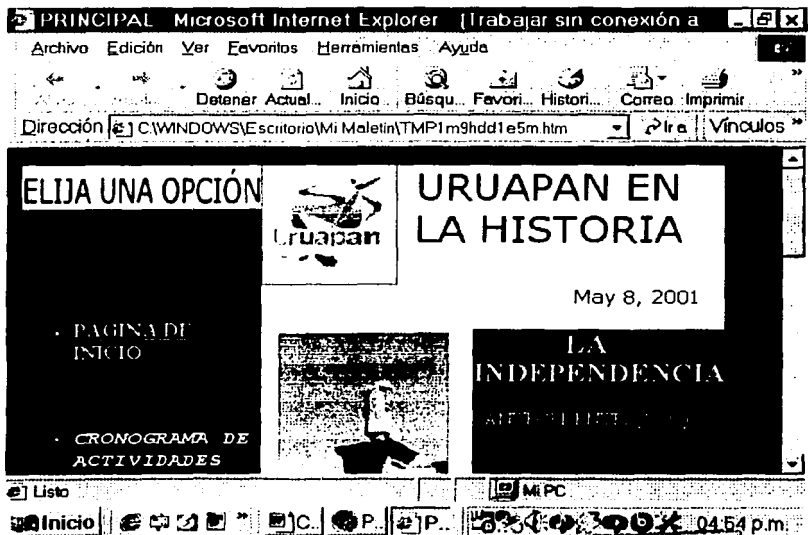 PRINCIPAL Microsoft Internet Explorer [Trabajar sin conexión a
Archivo Edición Ver Favoritos Herramientas Ayuda
Detener Actual... Inicio Búsqu... Favori... Histori... Correo Imprimir
Dirección C:\WINDOWS\Escritorio\Mi Maletin\TMP1m9hdd1e5m.htm Ir a Vínculos
ELIJA UNA OPCIÓN
Uruapan
URUAPAN EN
LA HISTORIA
May 8, 2001
PAGINA DE
INICIO
LA
INDEPENDENCIA
CRONOGRAMA DE
ACTIVIDADES
Listo Mi PC
Inicio C... P... P... 04:54 p.m.